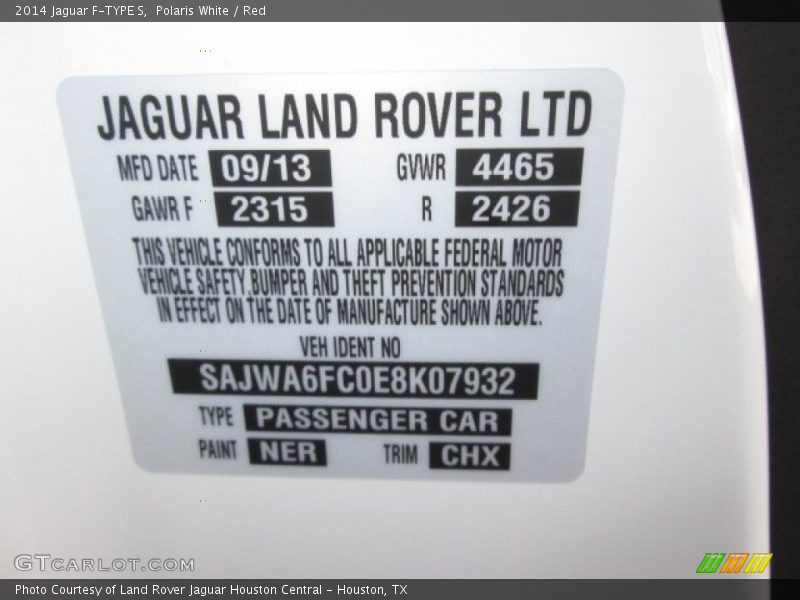 2014 Jaguar F-TYPE S, Polaris White / Red
JAGUAR LAND ROVER LTD
MFD DATE 09/13 GVWR 4465
GAWR F 2315 R 2426
THIS VEHICLE CONFORMS TO ALL APPLICABLE FEDERAL MOTOR
VEHICLE SAFETY, BUMPER AND THEFT PREVENTION STANDARDS
IN EFFECT ON THE DATE OF MANUFACTURE SHOWN ABOVE.
VEH IDENT NO
SAJWA6FC0E8K07932
TYPE PASSENGER CAR
PAINT NER TRIM CHX
GTCARLOT.COM
Photo Courtesy of Land Rover Jaguar Houston Central - Houston, TX